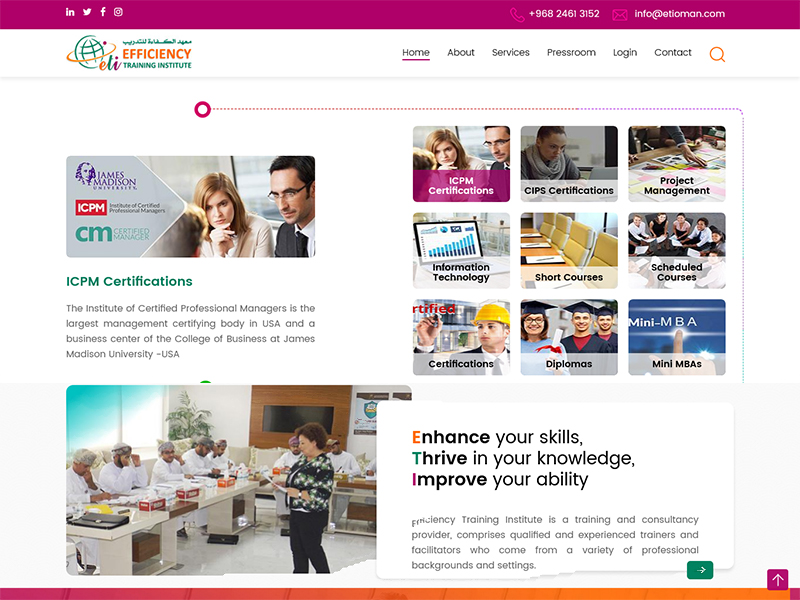 +968 2461 3152
info@etioman.com
معهد الكفاءة للتدريب
EFFICIENCY
eti TRAINING INSTITUTE
Home
About
Services
Pressroom
Login
Contact
JAMES
MADISON
UNIVERSITY.
ICPM Institute of Certified
Professional Managers
cm CERTIFIED
MANAGER
ICPM Certifications
The Institute of Certified Professional Managers is the
largest management certifying body in USA and a
business center of the College of Business at James
Madison University -USA
ICPM
Certifications
CIPS Certifications
Project
Management
Information
Technology
Short Courses
Scheduled
Courses
rtified
Certifications
Diplomas
Mini-MBA
Mini MBAs
Enhance your skills,
Thrive in your knowledge,
Improve your ability
Efficiency Training Institute is a training and consultancy
provider, comprises qualified and experienced trainers and
facilitators who come from a variety of professional
backgrounds and settings.